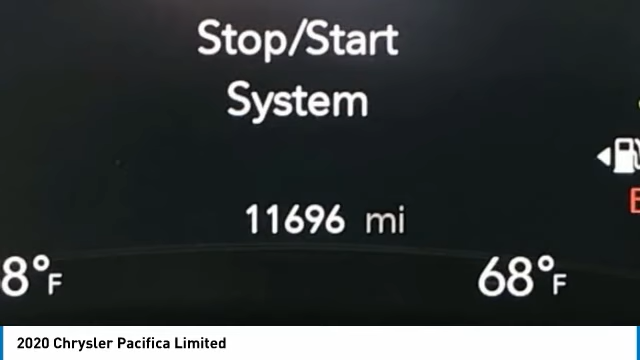 Stop/Start
System
11696 mi
8°F 68°F
E
2020 Chrysler Pacifica Limited